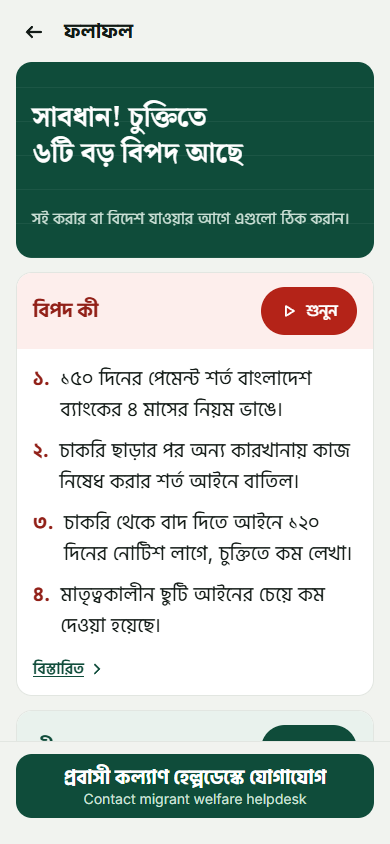 ফলাফল
সাবধান! চুক্তিতে
৬টি বড় বিপদ আছে
সই করার বা বিদেশ যাওয়ার আগে এগুলো ঠিক করান।
বিপদ কী
শুনুন
১. ১৫০ দিনের পেমেন্ট শর্ত বাংলাদেশ
ব্যাংকের ৪ মাসের নিয়ম ভাঙে।
২. চাকরি ছাড়ার পর অন্য কারখানায় কাজ
নিষেধ করার শর্ত আইনে বাতিল।
৩. চাকরি থেকে বাদ দিতে আইনে ১২০
দিনের নোটিশ লাগে, চুক্তিতে কম লেখা।
৪. মাতৃত্বকালীন ছুটি আইনের চেয়ে কম
দেওয়া হয়েছে।
বিস্তারিত
প্রবাসী কল্যাণ হেল্পডেস্কে যোগাযোগ
Contact migrant welfare helpdesk